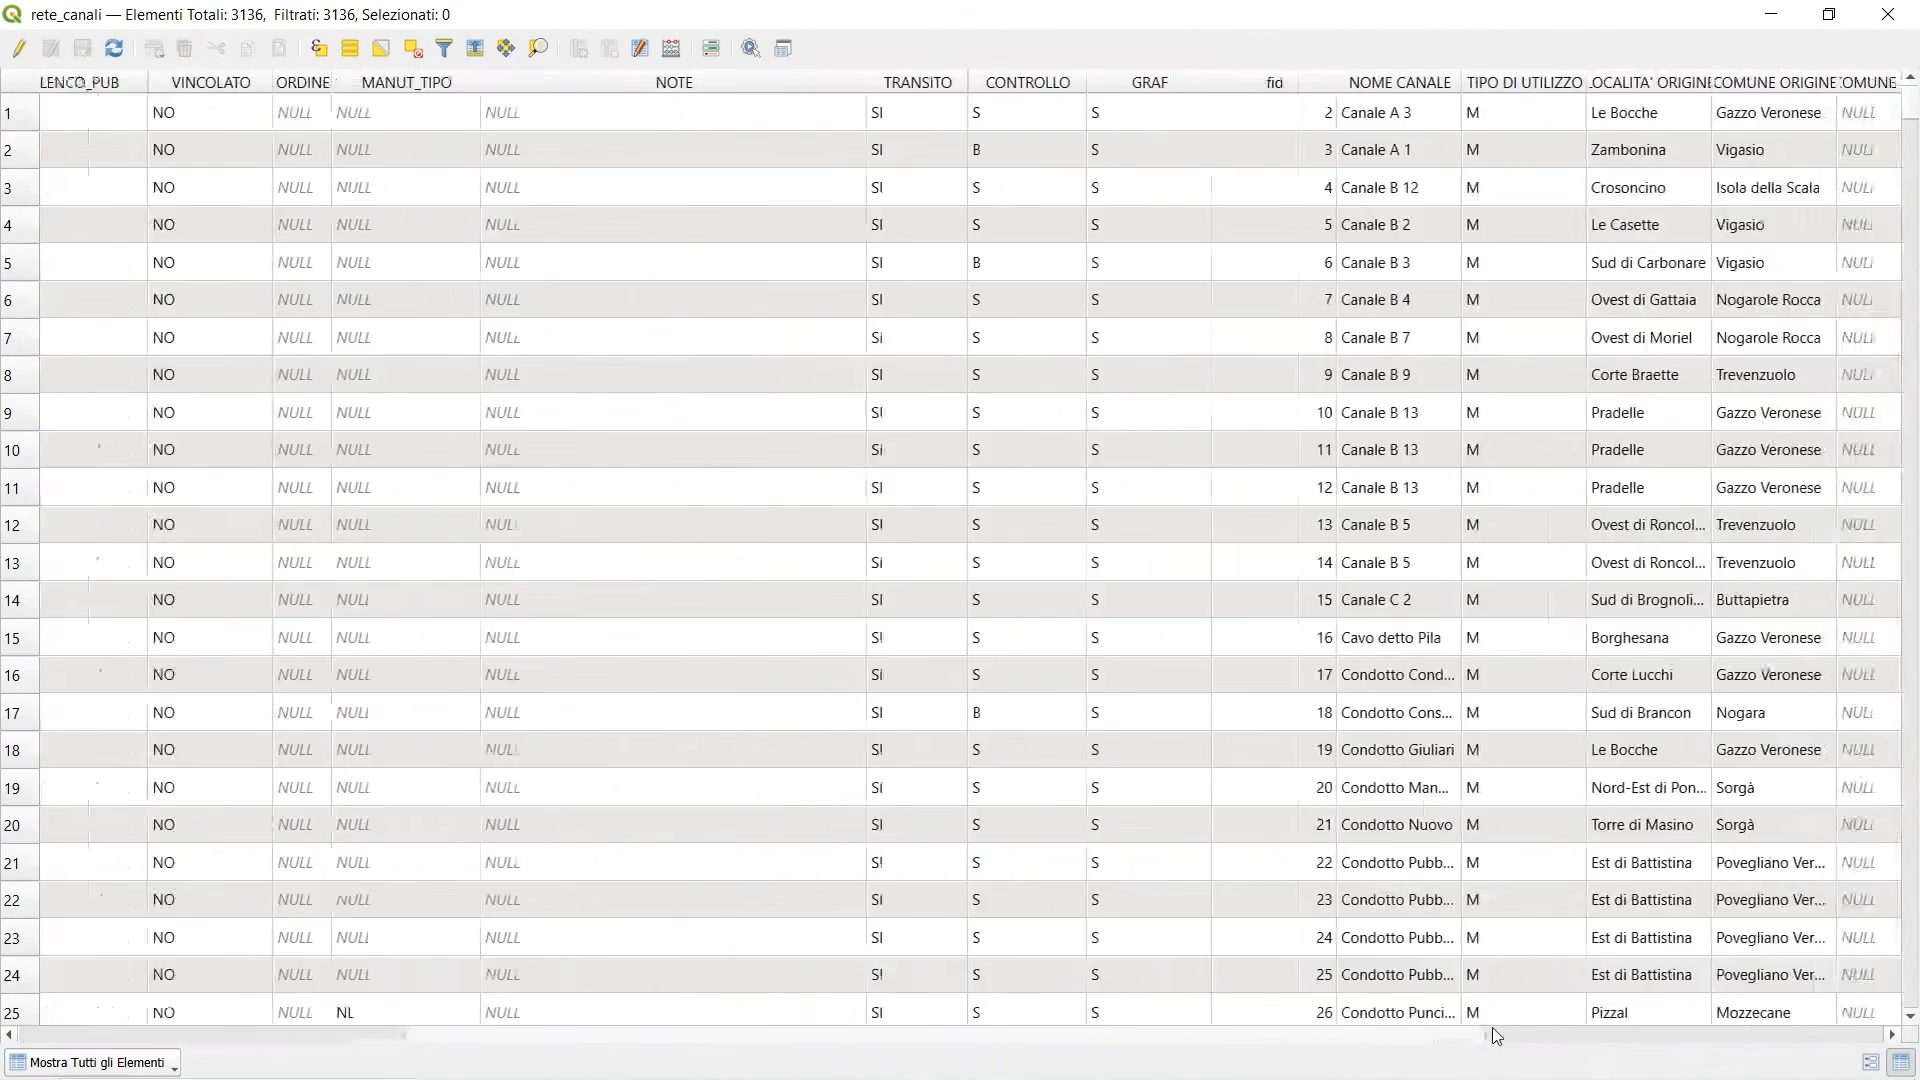 rete_canali — Elementi Totali: 3136, Filtrati: 3136, Selezionati: 0
LENCO_PUB VINCOLATO ORDINE MANUT_TIPO NOTE TRANSITO CONTROLLO GRAF fid NOME CANALE TIPO DI UTILIZZO OCALITA' ORIGINE COMUNE ORIGINE COMUNE
1 NO NULL NULL NULL SI S S 2 Canale A 3 M Le Bocche Gazzo Veronese NULL
2 NO NULL NULL NULL SI B S 3 Canale A 1 M Zambonina Vigasio NULL
3 NO NULL NULL NULL SI S S 4 Canale B 12 M Crosoncino Isola della Scala NULL
4 NO NULL NULL NULL SI S S 5 Canale B 2 M Le Casette Vigasio NULL
5 NO NULL NULL NULL SI B S 6 Canale B 3 M Sud di Carbonare Vigasio NULL
6 NO NULL NULL NULL SI S S 7 Canale B 4 M Ovest di Gattaia Nogarole Rocca NULL
7 NO NULL NULL NULL SI S S 8 Canale B 7 M Ovest di Moriel Nogarole Rocca NULL
8 NO NULL NULL NULL SI S S 9 Canale B 9 M Corte Braette Trevenzuolo NULL
9 NO NULL NULL NULL SI S S 10 Canale B 13 M Pradelle Gazzo Veronese NULL
10 NO NULL NULL NULL SI S S 11 Canale B 13 M Pradelle Gazzo Veronese NULL
11 NO NULL NULL NULL SI S S 12 Canale B 13 M Pradelle Gazzo Veronese NULL
12 NO NULL NULL NULL SI S S 13 Canale B 5 M Ovest di Roncol... Trevenzuolo NULL
13 NO NULL NULL NULL SI S S 14 Canale B 5 M Ovest di Roncol... Trevenzuolo NULL
14 NO NULL NULL NULL SI S S 15 Canale C 2 M Sud di Brognoli... Buttapietra NULL
15 NO NULL NULL NULL SI S S 16 Cavo detto Pila M Borghesana Gazzo Veronese NULL
16 NO NULL NULL NULL SI S S 17 Condotto Cond... M Corte Lucchi Gazzo Veronese NULL
17 NO NULL NULL NULL SI B S 18 Condotto Cons... M Sud di Brancon Nogara NULL
18 NO NULL NULL NULL SI S S 19 Condotto Giuliari M Le Bocche Gazzo Veronese NULL
19 NO NULL NULL NULL SI S S 20 Condotto Man... M Nord-Est di Pon... Sorgà NULL
20 NO NULL NULL NULL SI S S 21 Condotto Nuovo M Torre di Masino Sorgà NULL
21 NO NULL NULL NULL SI S S 22 Condotto Pubb... M Est di Battistina Povegliano Ver... NULL
22 NO NULL NULL NULL SI S S 23 Condotto Pubb... M Est di Battistina Povegliano Ver... NULL
23 NO NULL NULL NULL SI S S 24 Condotto Pubb... M Est di Battistina Povegliano Ver... NULL
24 NO NULL NULL NULL SI S S 25 Condotto Pubb... M Est di Battistina Povegliano Ver... NULL
25 NO NULL NL NULL SI S S 26 Condotto Punci... M Pizzal Mozzecane NULL
Mostra Tutti gli Elementi